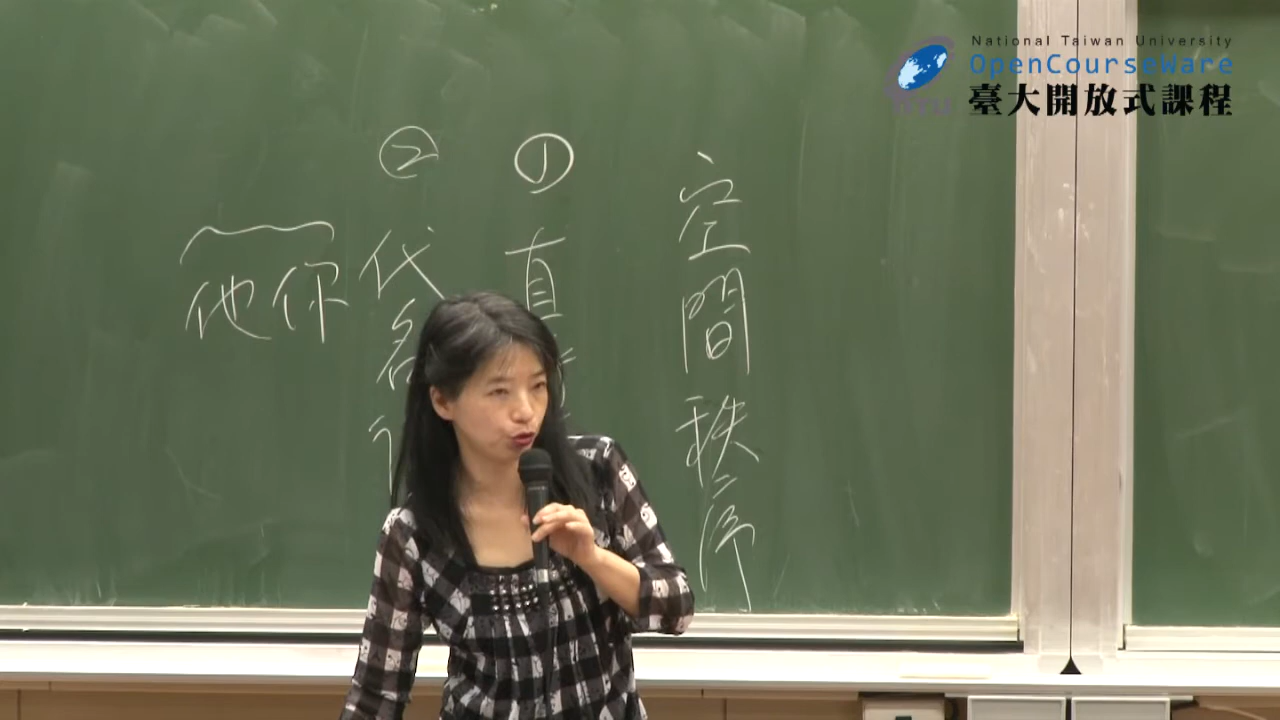 National Taiwan University
OpenCourseWare
臺大開放式課程
空間秩序
①
直
②
代名
你
他